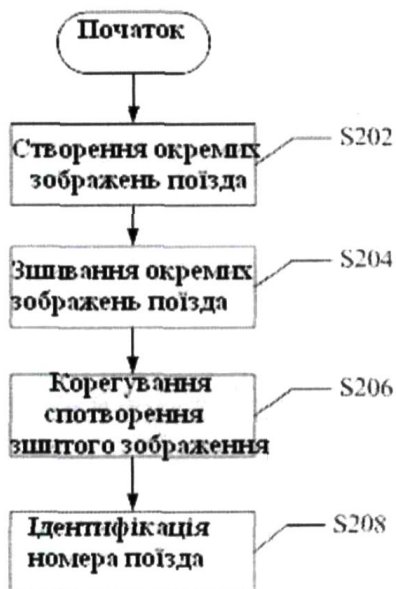 Початок
Створення окремих
зображень поїзда
S202
Зшивання окремих
зображень поїзда
S204
Корегування
спотворення
зшитого зображення
S206
Ідентифікація
номера поїзда
S208